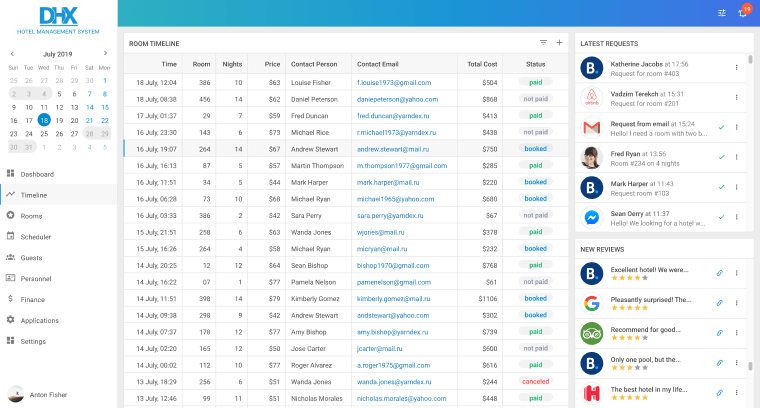 DHX
HOTEL MANAGEMENT SYSTEM
19
July 2019
Sun Tue Wed Thu Fri Sat Mon
25 26 27 28 29 30 1
2 3 4 5 6 7 8
9 10 11 12 13 14 15
16 17 18 19 20 21 22
23 24 25 26 27 28 29
30 31 1 2 3 4 5
Dashboard
Timeline
Rooms
Scheduler
Guests
Personnel
Finance
Applications
Settings
Anton Fisher
ROOM TIMELINE
Time Room Nights Price Contact Person Contact Email Total Cost Status
18 July, 12:04 386 10 $63 Louise Fisher f.louise1973@gmail.com $504 paid
18 July, 08:38 456 14 $62 Daniel Peterson daniepeterson@yahoo.com $868 not paid
17 July, 01:37 29 7 $59 Fred Duncan fred.duncan@yarndex.ru $413 paid
16 July, 23:30 143 6 $73 Michael Rice r.michael1973@yarndex.ru $438 not paid
16 July, 19:07 264 14 $67 Andrew Stewart andrew.stewart@mail.ru $750 booked
16 July, 16:13 87 5 $57 Martin Thompson m.thompson1977@gmail.com $285 paid
16 July, 11:51 34 5 $44 Mark Harper mark.harper@mail.ru $220 booked
16 July, 06:28 73 10 $68 Michael Ryan michael1965@yahoo.com $680 booked
16 July, 03:33 386 2 $42 Sara Perry sara.perry@yarndex.ru $67 not paid
15 July, 21:51 258 6 $63 Wanda Jones wjones@mail.ru $378 paid
15 July, 16:26 264 4 $58 Michael Ryan micryan@mail.ru $232 booked
14 July, 20:25 12 12 $64 Sean Bishop bishop1970@gmail.com $768 paid
14 July, 16:22 07 1 $77 Pamela Nelson pamenelson@gmail.com $61 not paid
14 July, 11:51 398 14 $79 Kimberly Gomez kimberly.gomez@mail.ru $1106 booked
14 July, 09:38 298 9 $42 Andrew Stewart andstewart@yahoo.com $302 booked
14 July, 07:37 178 12 $77 Amy Bishop amy.bishop@yarndex.ru $739 paid
14 July, 02:20 165 12 $50 Jose Carter jcarter@mail.ru $600 not paid
14 July, 00:02 112 10 $77 Roger Alvarez a.roger1975@gmail.com $616 paid
13 July, 18:29 256 6 $51 Wanda Jones wanda.jones@yarndex.ru $244 canceled
13 July, 12:46 99 11 $51 Nicholas Morales nicholas.morales@yahoo.com $448 paid
LATEST REQUESTS
B. Katherine Jacobs at 17:56
Request for room #403
airbnb Vadzim Terekch at 15:31
Request for room #201
Request from email at 15:24
Hello! I need a room with two b...
Fred Ryan at 13:56
Room #234 on 4 nights
B. Mark Harper at 11:43
Request room #103
Sean Oerry at 11:37
Hello! We looking for a hotel w...
NEW REVIEWS
B. Excellent hotel! We were...
Pleasantly surprised! The...
Recommend for good...
B. Only one pool, but the...
The best hotel in my life...